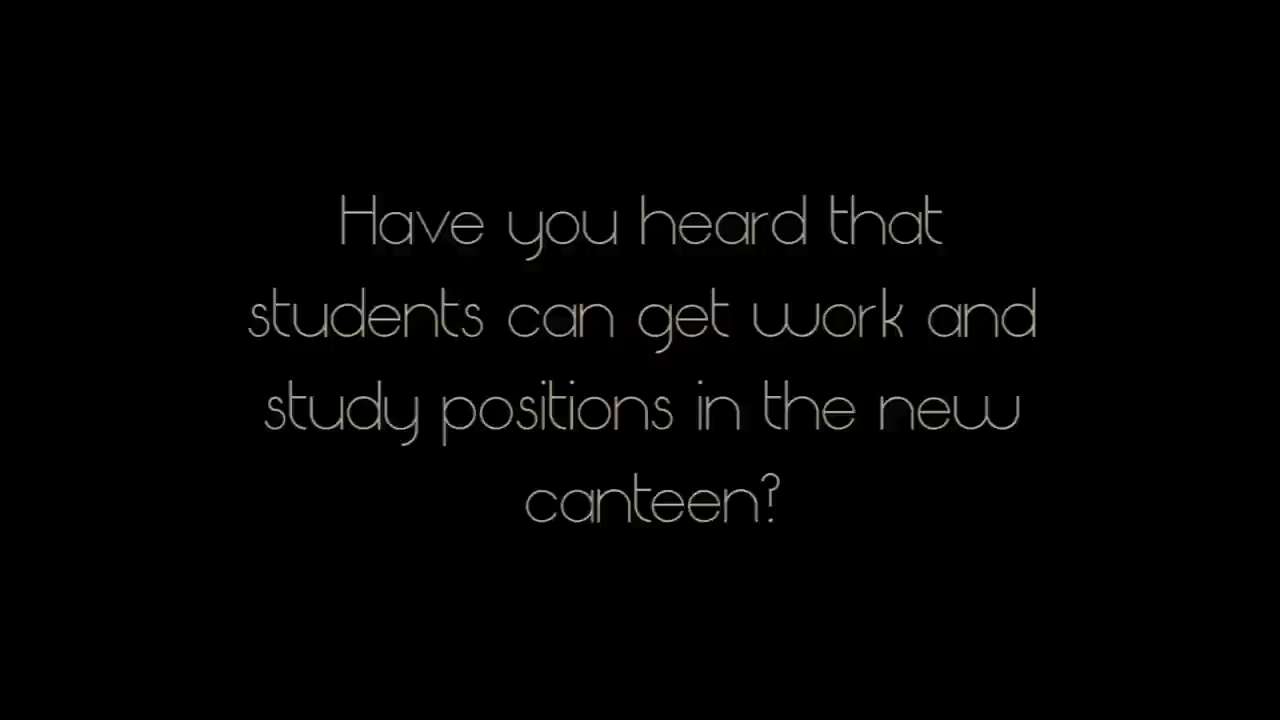 Have you heard that
students can get work and
study positions in the new
canteen?